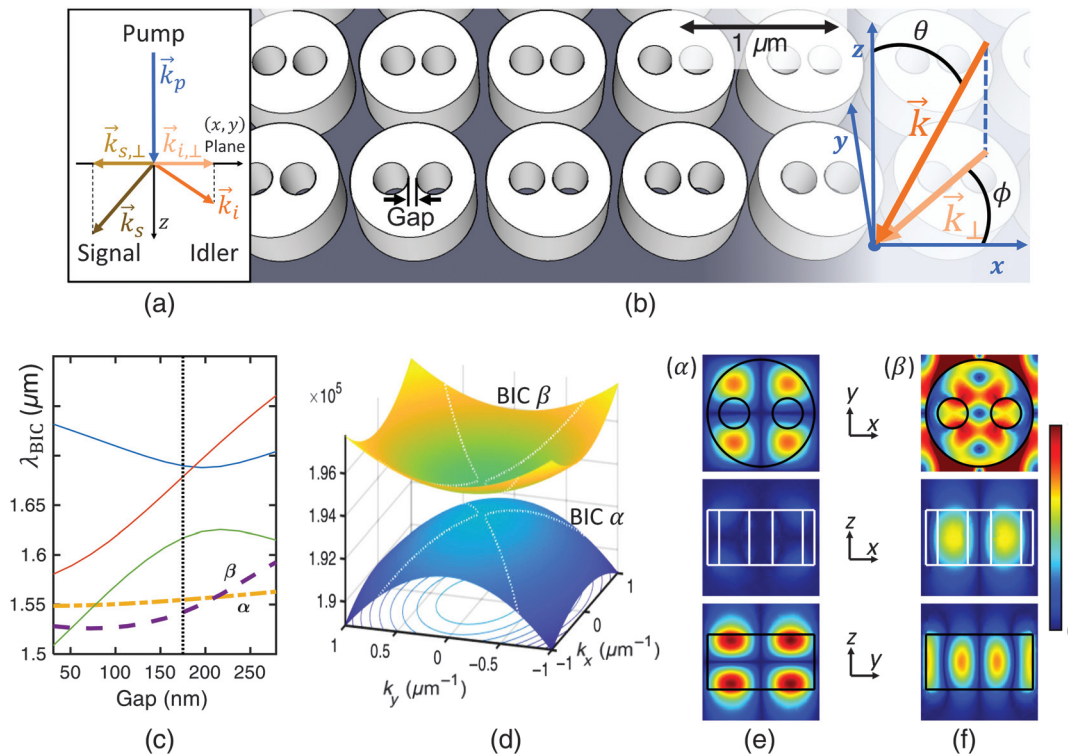 Pump
k⃗p
(x, y)
k⃗s,⊥ k⃗i,⊥ Plane
k⃗i
k⃗s z
Signal Idler
(a)
1 μm
Gap
z θ
k⃗
y
ϕ
k⃗⊥
x
(b)
λBIC (μm)
1.65
1.6
1.55
1.5
β
α
50 100 150 200 250
Gap (nm)
(c)
×10⁵
1.96
1.94
1.92
1.9
BIC β
BIC α
1 0.5 0 -0.5 -1
ky (μm⁻¹)
-1 0 1
kx (μm⁻¹)
(d)
(α)
y
x
z
x
z
y
(e)
(β)
(f)
0